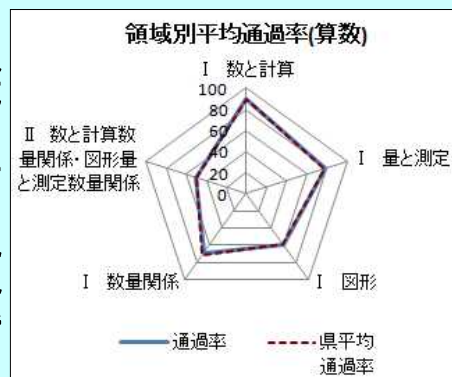 領域別平均通過率(算数)
Ⅰ 数と計算
100
80
60
40
20
0
Ⅱ 数と計算数
量関係・図形量
と測定数量関係
Ⅰ 量と測定
Ⅰ 数量関係
Ⅰ 図形
通過率
県平均
通過率